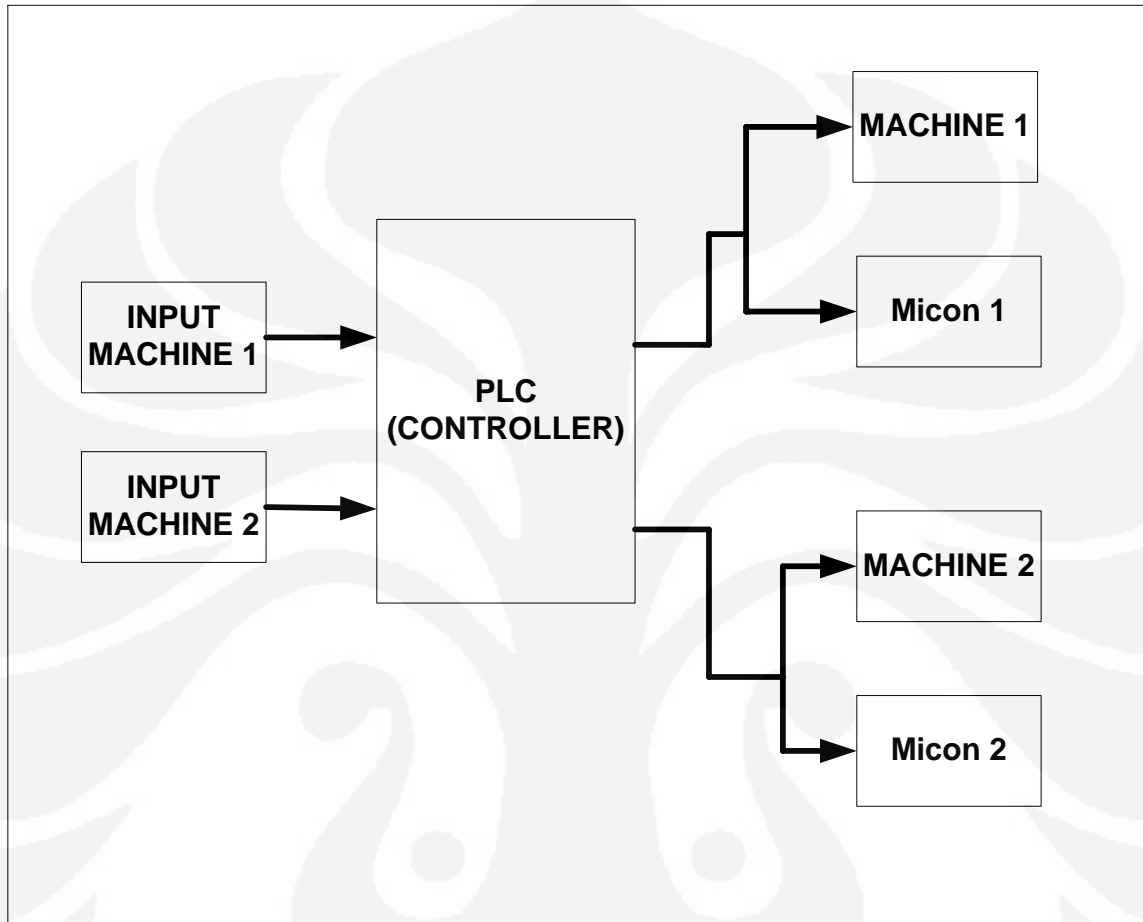 INPUT
MACHINE 1
INPUT
MACHINE 2
PLC
(CONTROLLER)
MACHINE 1
Micon 1
MACHINE 2
Micon 2